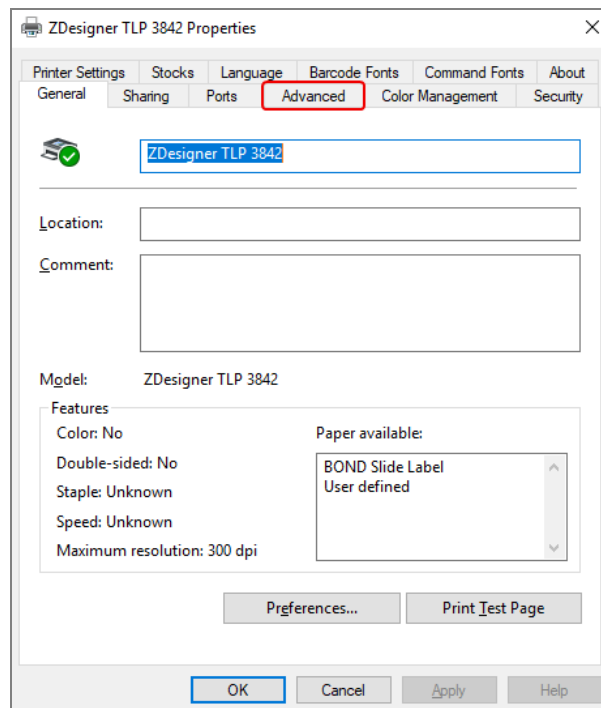 ZDesigner TLP 3842 Properties
Printer Settings Stocks Language Barcode Fonts Command Fonts About
General Sharing Ports Advanced Color Management Security
ZDesigner TLP 3842
Location:
Comment:
Model: ZDesigner TLP 3842
Features
Color: No
Paper available:
Double-sided: No
BOND Slide Label
Staple: Unknown
User defined
Speed: Unknown
Maximum resolution: 300 dpi
Preferences... Print Test Page
OK Cancel Apply Help